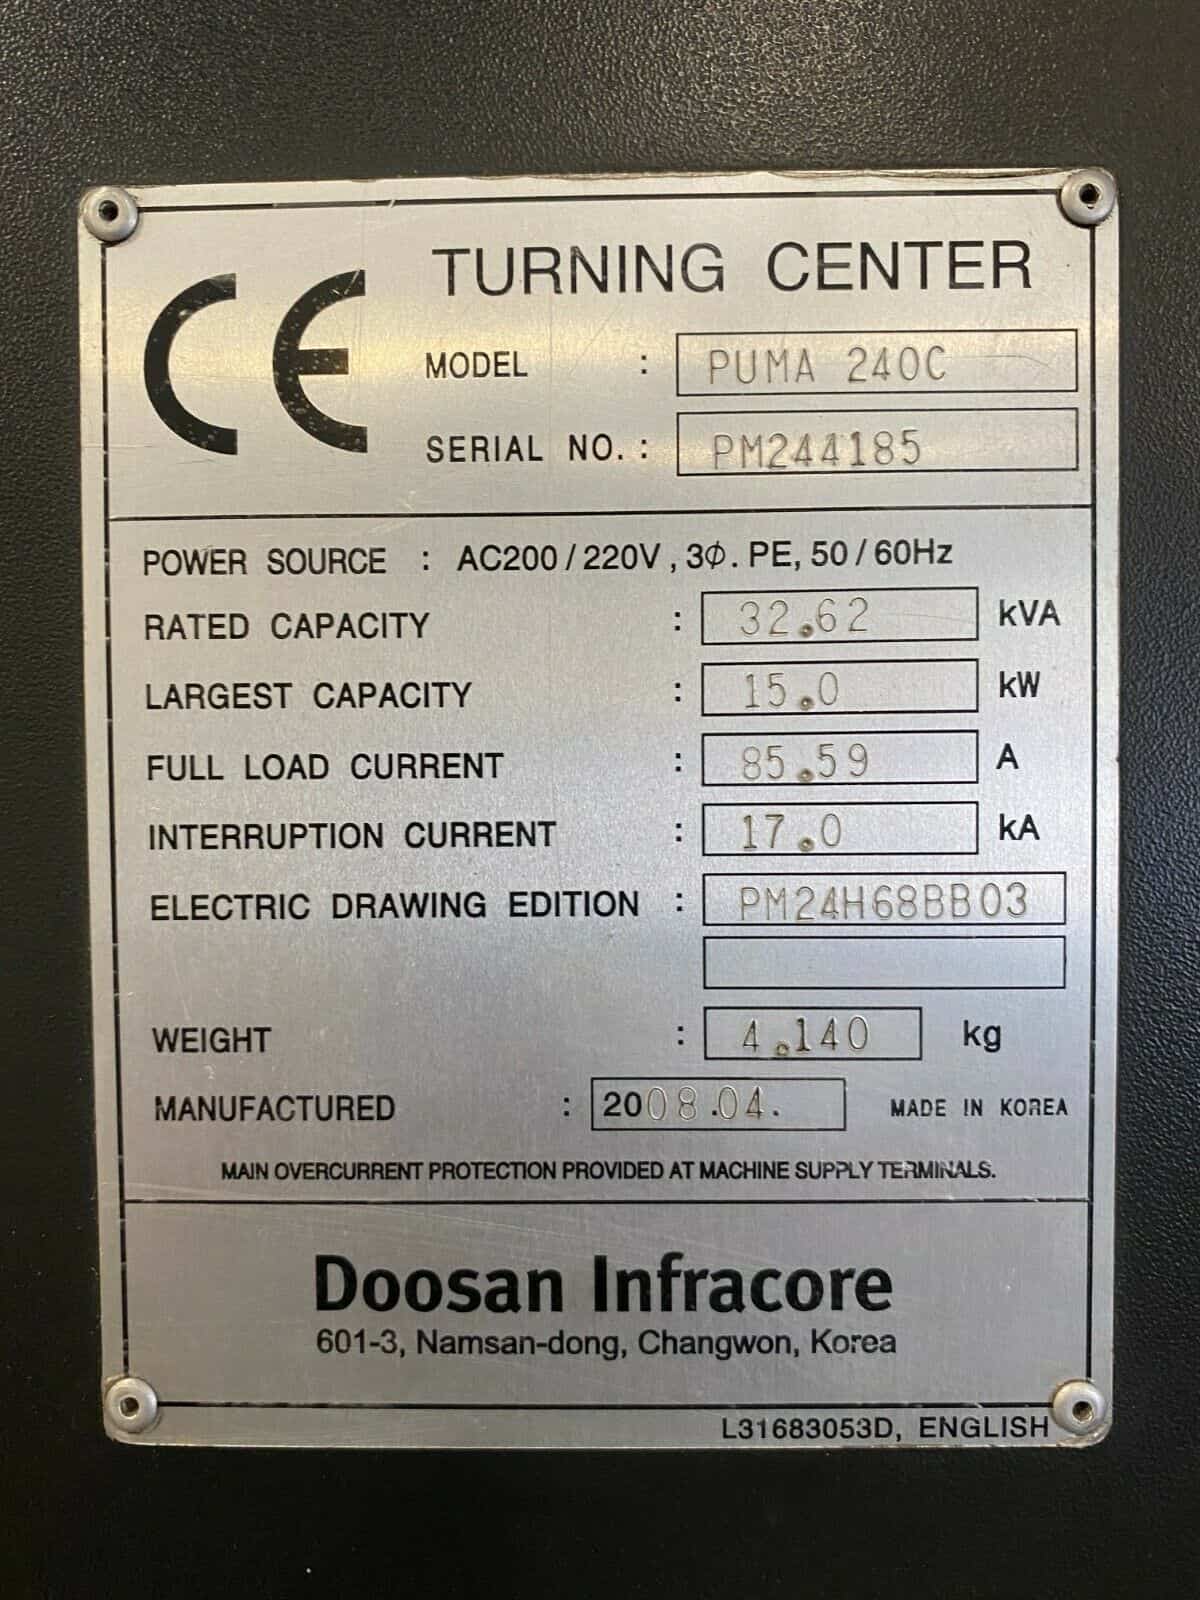 CE TURNING CENTER
MODEL : PUMA 240C
SERIAL NO. : PM244185
POWER SOURCE : AC200/220V, 3Φ. PE, 50/60Hz
RATED CAPACITY : 32.62 kVA
LARGEST CAPACITY : 15.0 kW
FULL LOAD CURRENT : 85.59 A
INTERRUPTION CURRENT : 17.0 kA
ELECTRIC DRAWING EDITION : PM24H68BB03
WEIGHT : 4.140 kg
MANUFACTURED : 2008.04. MADE IN KOREA
MAIN OVERCURRENT PROTECTION PROVIDED AT MACHINE SUPPLY TERMINALS.
Doosan Infracore
601-3, Namsan-dong, Changwon, Korea
L31683053D, ENGLISH